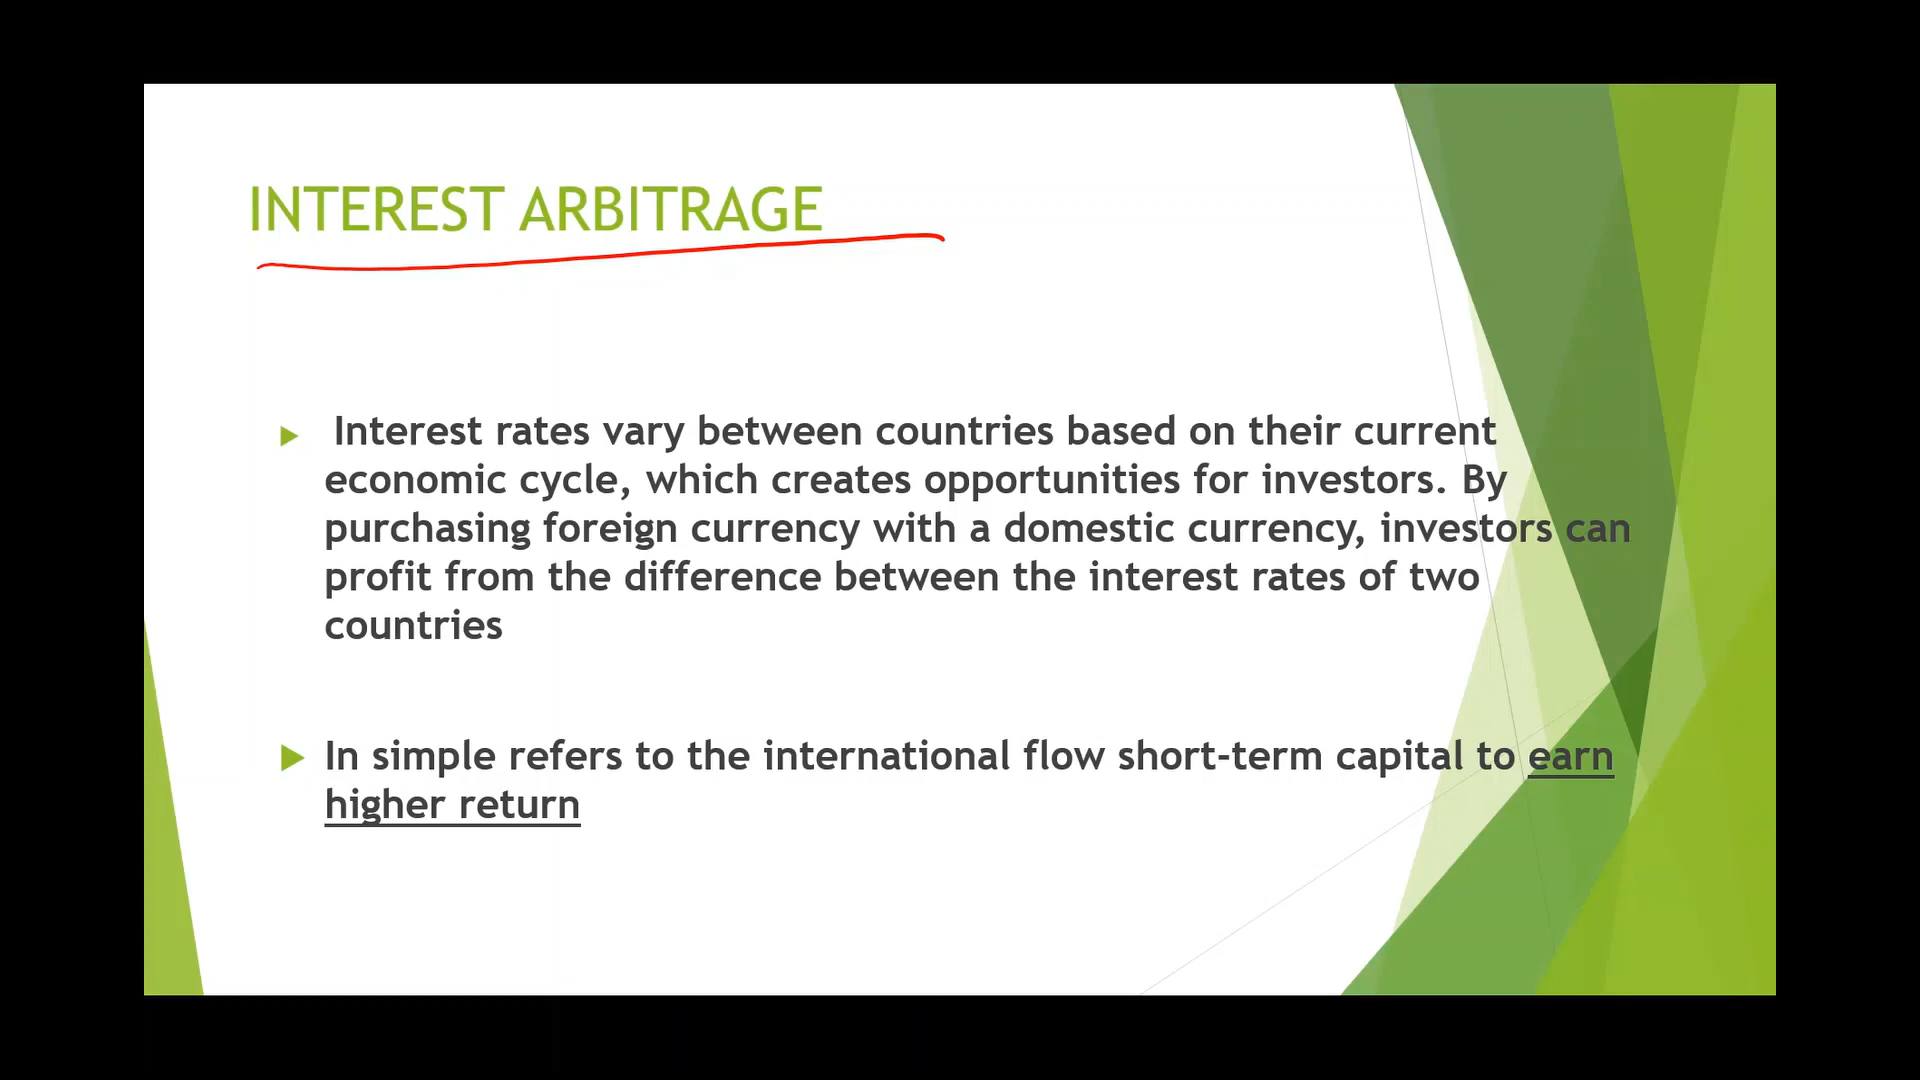 INTEREST ARBITRAGE
Interest rates vary between countries based on their current
economic cycle, which creates opportunities for investors. By
purchasing foreign currency with a domestic currency, investors can
profit from the difference between the interest rates of two
countries
In simple refers to the international flow short-term capital to earn
higher return